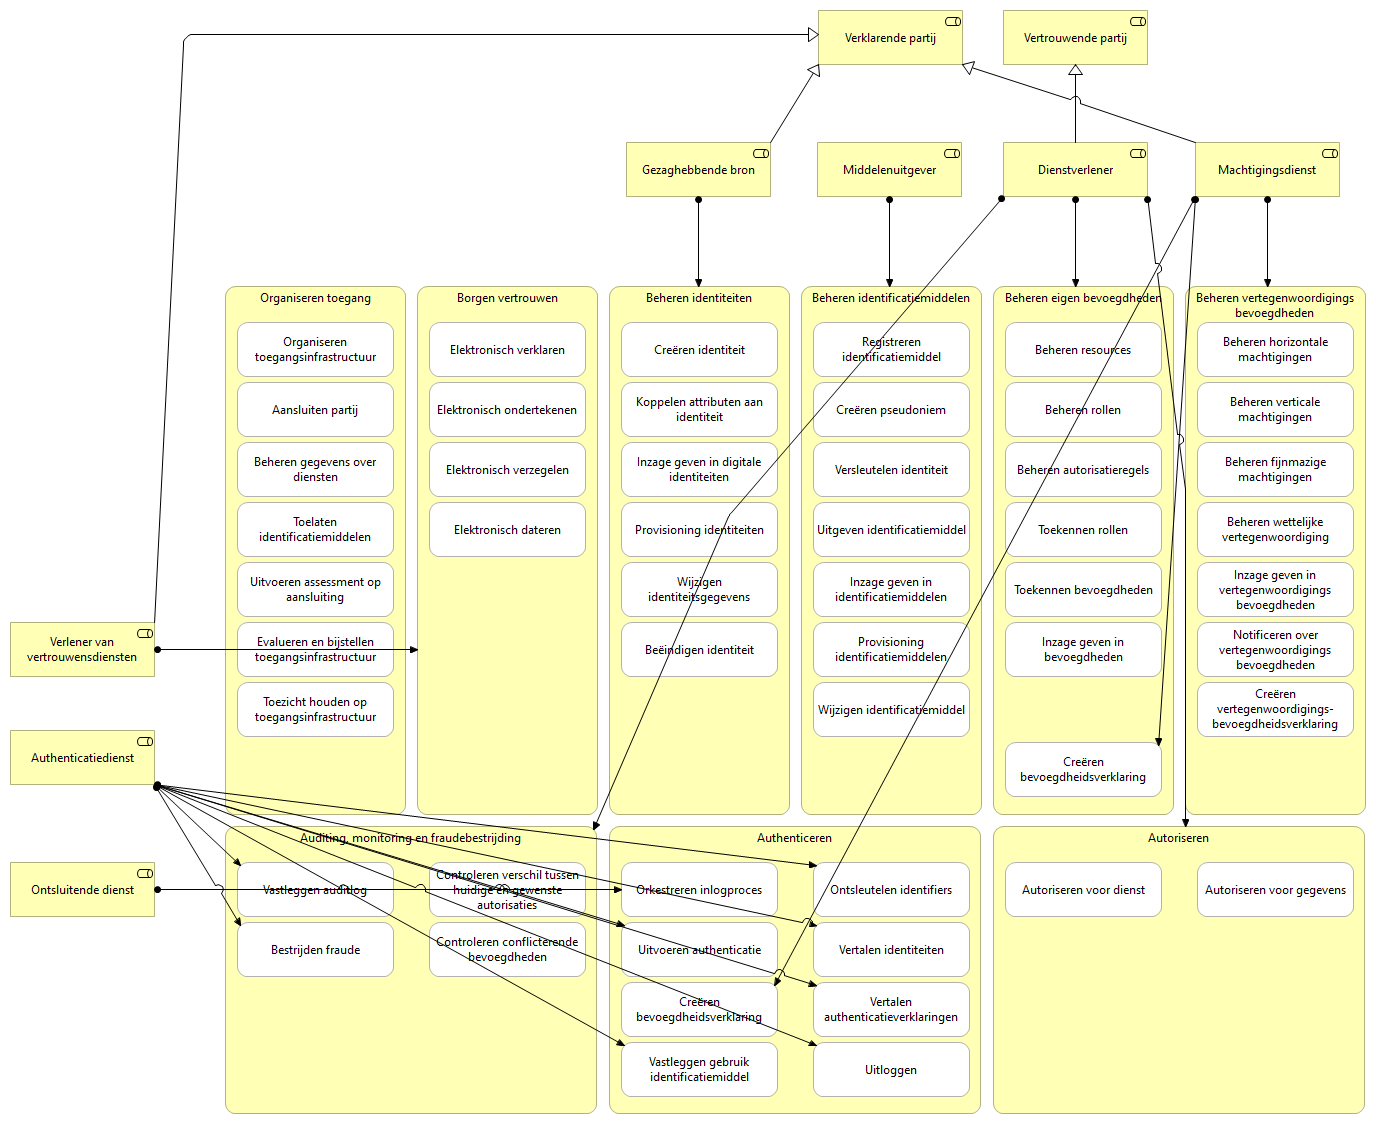 Verklarende partij
Vertrouwende partij
Gezaghebbende bron
Middelenuitgever
Dienstverlener
Machtigingsdienst
Organiseren toegang
Organiseren
toegangsinfrastructuur
Aansluiten partij
Beheren gegevens over
diensten
Toelaten
identificatiemiddelen
Uitvoeren assessment op
aansluiting
Evalueren en bijstellen
toegangsinfrastructuur
Toezicht houden op
toegangsinfrastructuur
Borgen vertrouwen
Elektronisch verklaren
Elektronisch ondertekenen
Elektronisch verzegelen
Elektronisch dateren
Beheren identiteiten
Creëren identiteit
Koppelen attributen aan
identiteit
Inzage geven in digitale
identiteiten
Provisioning identiteiten
Wijzigen
identiteitsgegevens
Beëindigen identiteit
Beheren identificatiemiddelen
Registreren
identificatiemiddel
Creëren pseudoniem
Versleutelen identiteit
Uitgeven identificatiemiddel
Inzage geven in
identificatiemiddelen
Provisioning
identificatiemiddelen
Wijzigen identificatiemiddel
Beheren eigen bevoegdheden
Beheren resources
Beheren rollen
Beheren autorisatieregels
Toekennen rollen
Toekennen bevoegdheden
Inzage geven in
bevoegdheden
Creëren
bevoegdheidsverklaring
Beheren vertegenwoordigings
bevoegdheden
Beheren horizontale
machtigingen
Beheren verticale
machtigingen
Beheren fijnmazige
machtigingen
Beheren wettelijke
vertegenwoordiging
Inzage geven in
vertegenwoordigings
bevoegdheden
Notificeren over
vertegenwoordigings
bevoegdheden
Creëren
vertegenwoordigings-
bevoegdheidsverklaring
Verlener van
vertrouwensdiensten
Authenticatiedienst
Ontsluitende dienst
Auditing, monitoring en fraudebestrijding
Vastleggen auditlog
Controleren verschil tussen
huidige en gewenste
autorisaties
Bestrijden fraude
Controleren conflicterende
bevoegdheden
Authenticeren
Orkestreren inlogproces
Ontsleutelen identifiers
Uitvoeren authenticatie
Vertalen identiteiten
Creëren
bevoegdheidsverklaring
Vertalen
authenticatieverklaringen
Vastleggen gebruik
identificatiemiddel
Uitloggen
Autoriseren
Autoriseren voor dienst
Autoriseren voor gegevens